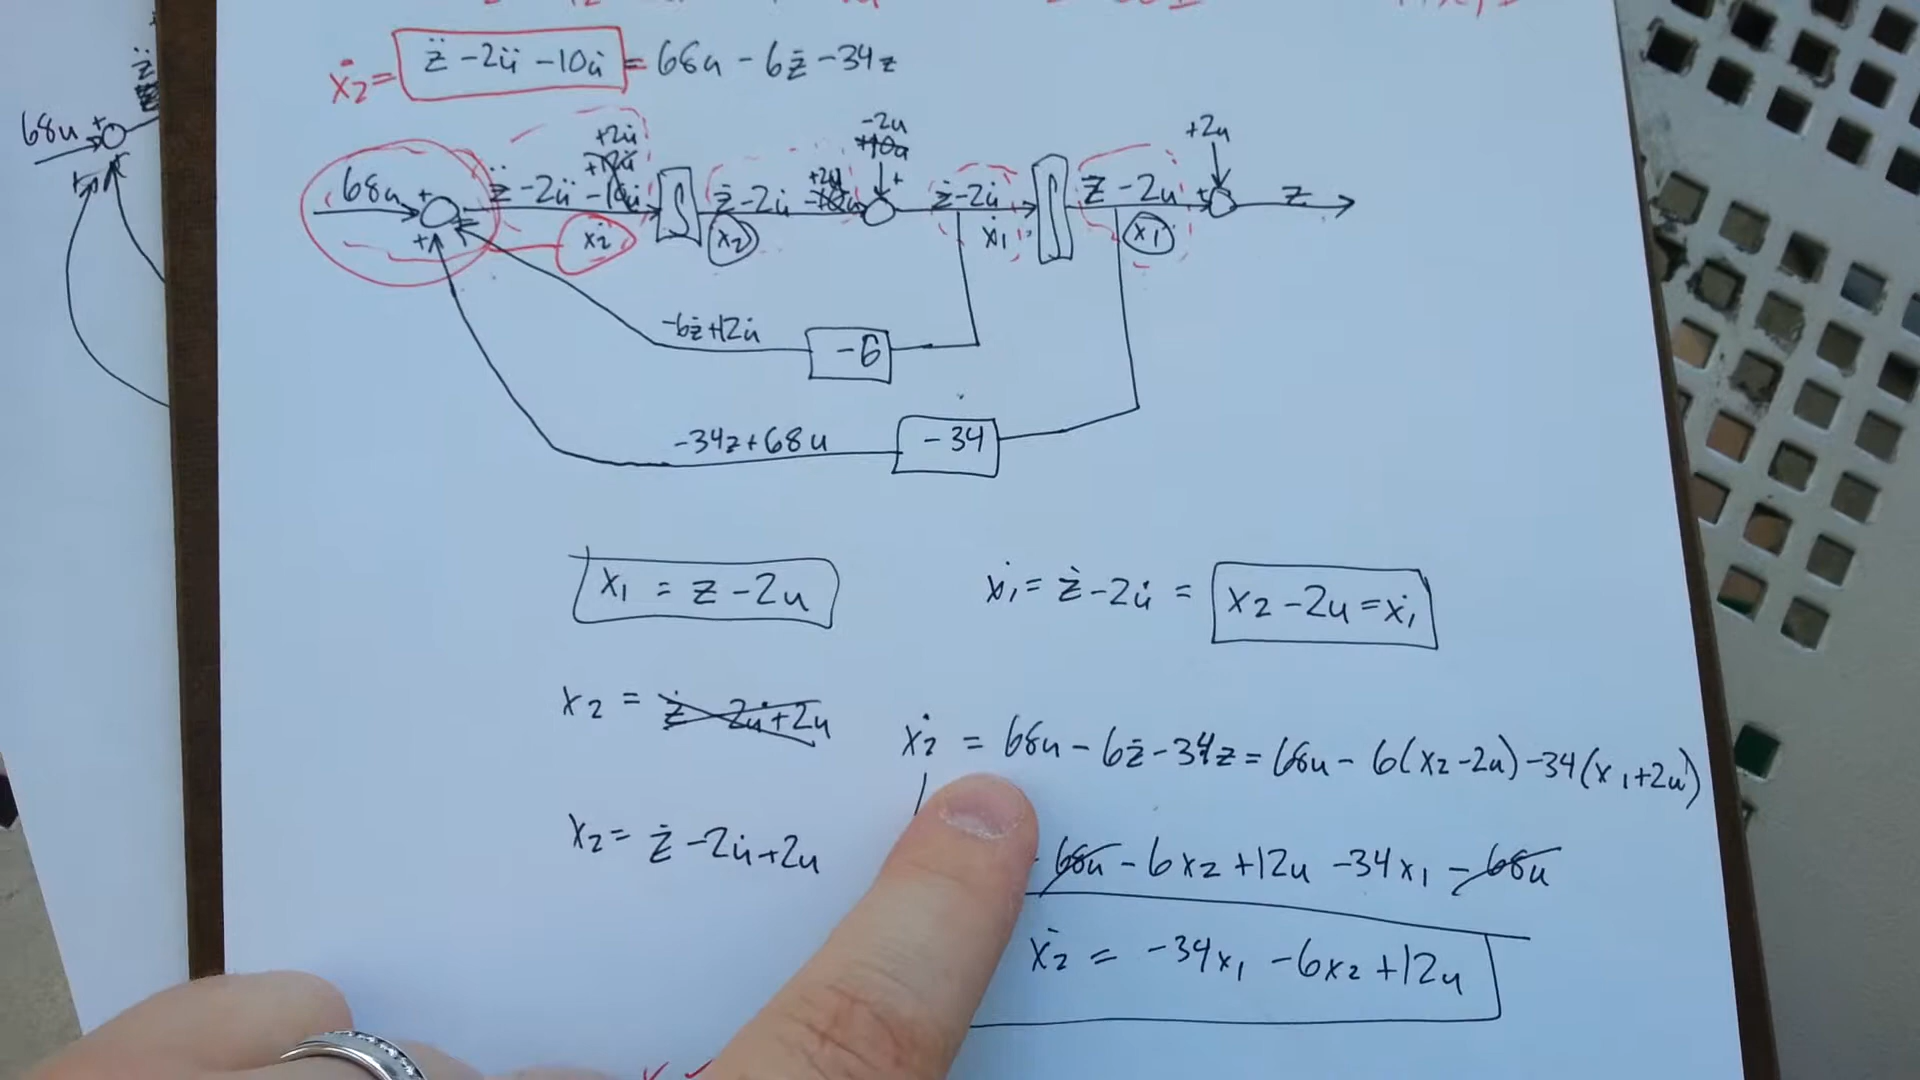 ẋ2 = z̈ - 2ü - 10u̇ = 68u - 6ż - 34z
z̈
68u +
-2u
+10u
+2u̇
+2u
68u + z̈ - 2ü - 10u̇ ∫ ż - 2u̇ +2u + ż - 2u̇ ∫ z - 2u + z
+ ẋ2 x2 ẋ1 x1
-6ż+12u̇ -6
-34z+68u -34
x1 = z - 2u ẋ1 = ż - 2u̇ = x2 - 2u = ẋ1
x2 = ż - 2u̇ + 2u
ẋ2 = 68u - 6ż - 34z = 68u - 6(x2 - 2u) - 34(x1 + 2u)
x2 = ż - 2u̇ + 2u 68u - 6x2 + 12u - 34x1 - 68u
ẋ2 = -34x1 - 6x2 + 12u